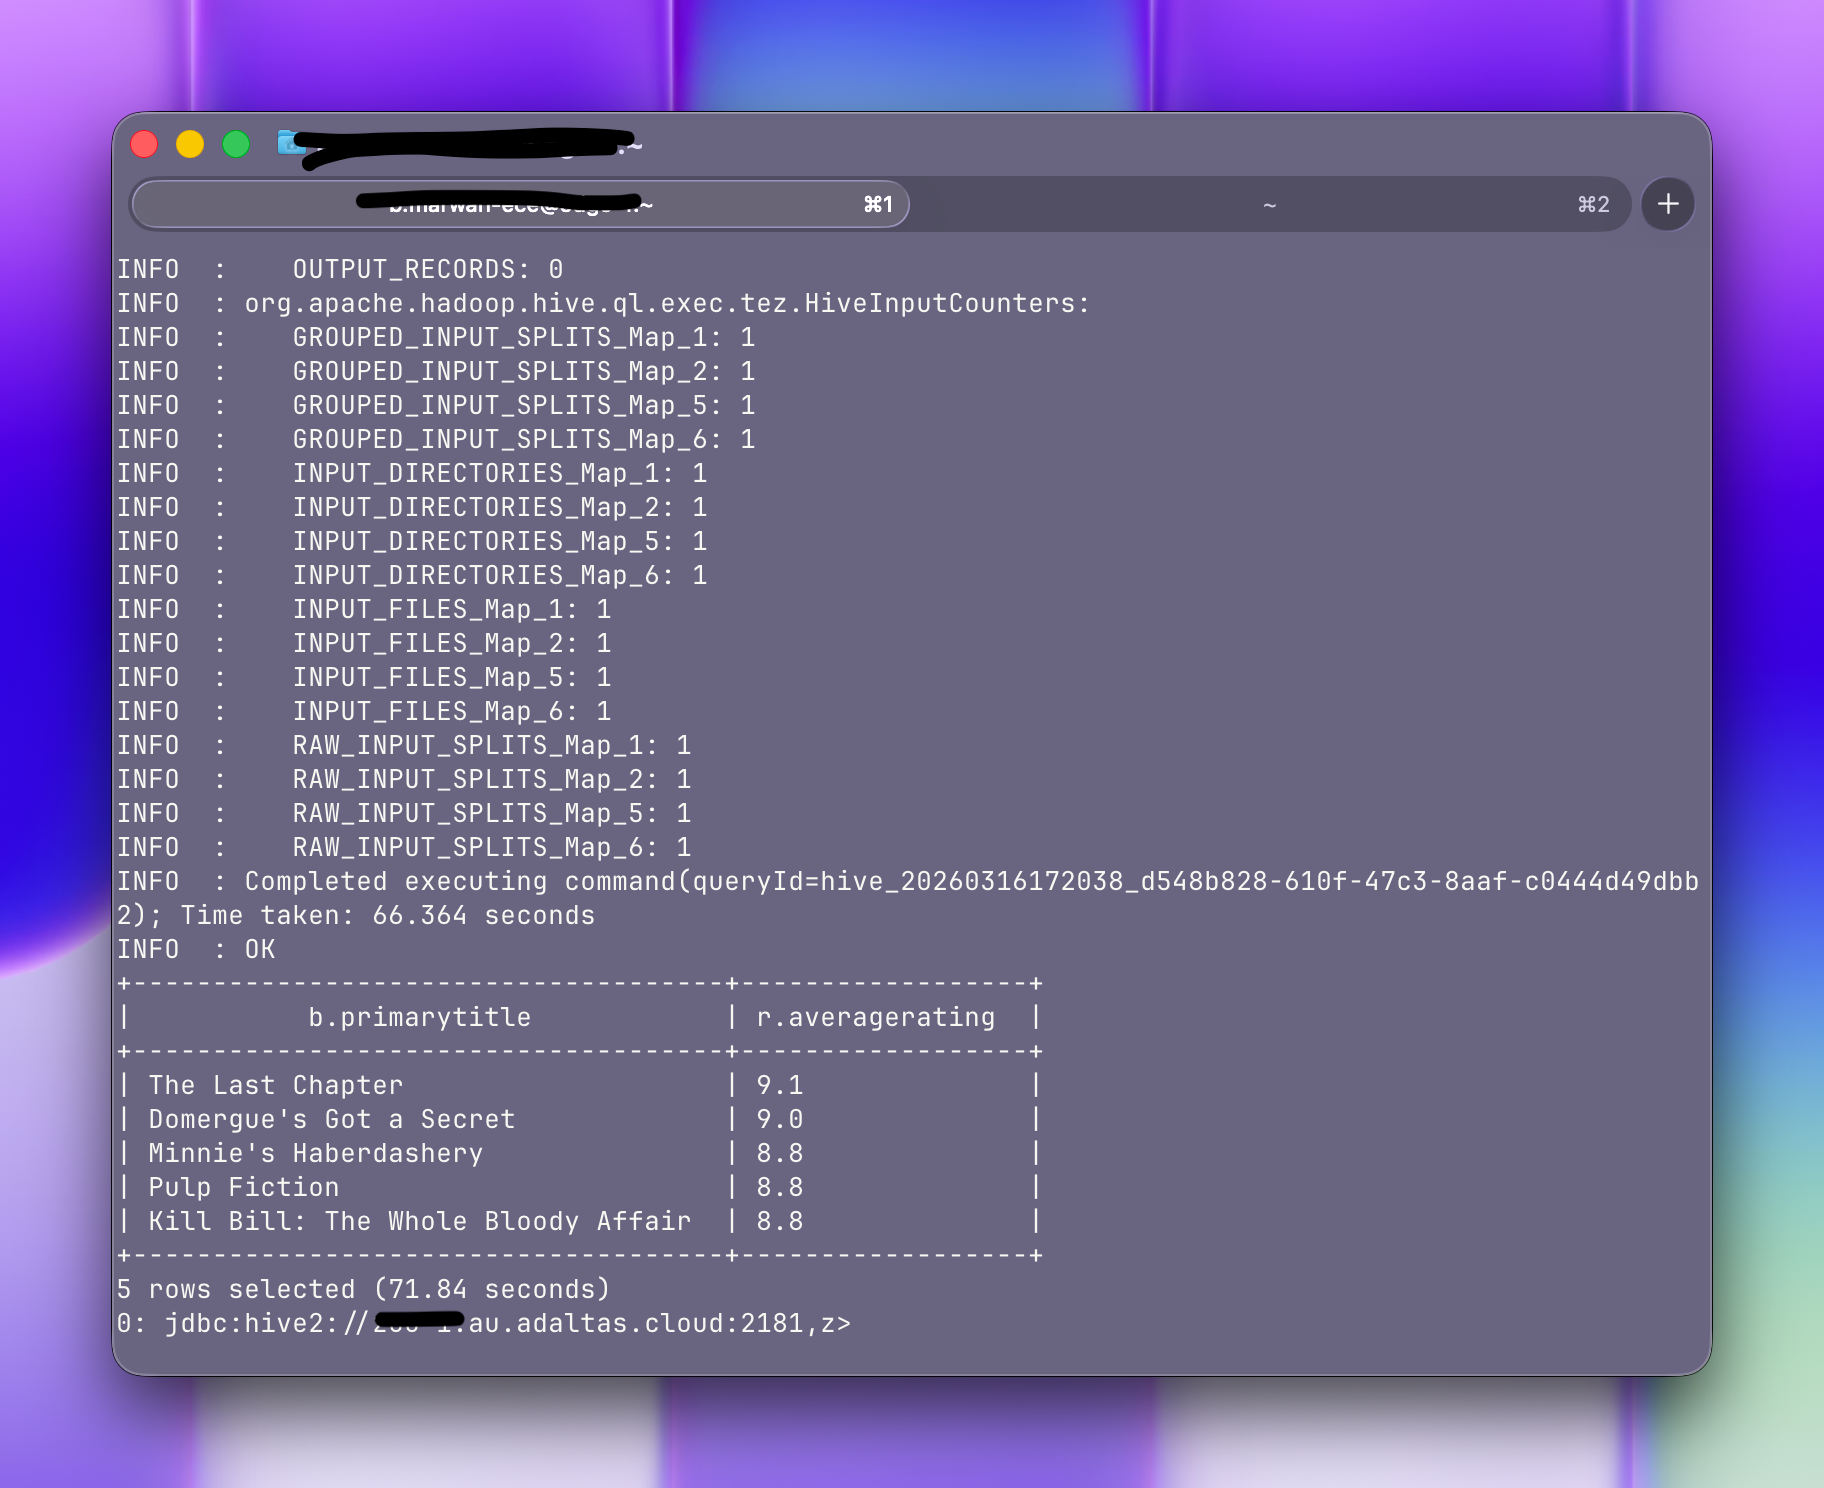 ~
~
⌘1
~
⌘2
+
INFO  :    OUTPUT_RECORDS: 0
INFO  : org.apache.hadoop.hive.ql.exec.tez.HiveInputCounters:
INFO  :    GROUPED_INPUT_SPLITS_Map_1: 1
INFO  :    GROUPED_INPUT_SPLITS_Map_2: 1
INFO  :    GROUPED_INPUT_SPLITS_Map_5: 1
INFO  :    GROUPED_INPUT_SPLITS_Map_6: 1
INFO  :    INPUT_DIRECTORIES_Map_1: 1
INFO  :    INPUT_DIRECTORIES_Map_2: 1
INFO  :    INPUT_DIRECTORIES_Map_5: 1
INFO  :    INPUT_DIRECTORIES_Map_6: 1
INFO  :    INPUT_FILES_Map_1: 1
INFO  :    INPUT_FILES_Map_2: 1
INFO  :    INPUT_FILES_Map_5: 1
INFO  :    INPUT_FILES_Map_6: 1
INFO  :    RAW_INPUT_SPLITS_Map_1: 1
INFO  :    RAW_INPUT_SPLITS_Map_2: 1
INFO  :    RAW_INPUT_SPLITS_Map_5: 1
INFO  :    RAW_INPUT_SPLITS_Map_6: 1
INFO  : Completed executing command(queryId=hive_20260316172038_d548b828-610f-47c3-8aaf-c0444d49dbb
2); Time taken: 66.364 seconds
INFO  : OK
+-------------------------------------+------------------+
|           b.primarytitle            | r.averagerating  |
+-------------------------------------+------------------+
| The Last Chapter                    | 9.1              |
| Domergue's Got a Secret             | 9.0              |
| Minnie's Haberdashery               | 8.8              |
| Pulp Fiction                        | 8.8              |
| Kill Bill: The Whole Bloody Affair  | 8.8              |
+-------------------------------------+------------------+
5 rows selected (71.84 seconds)
0: jdbc:hive2://.au.adaltas.cloud:2181,z>